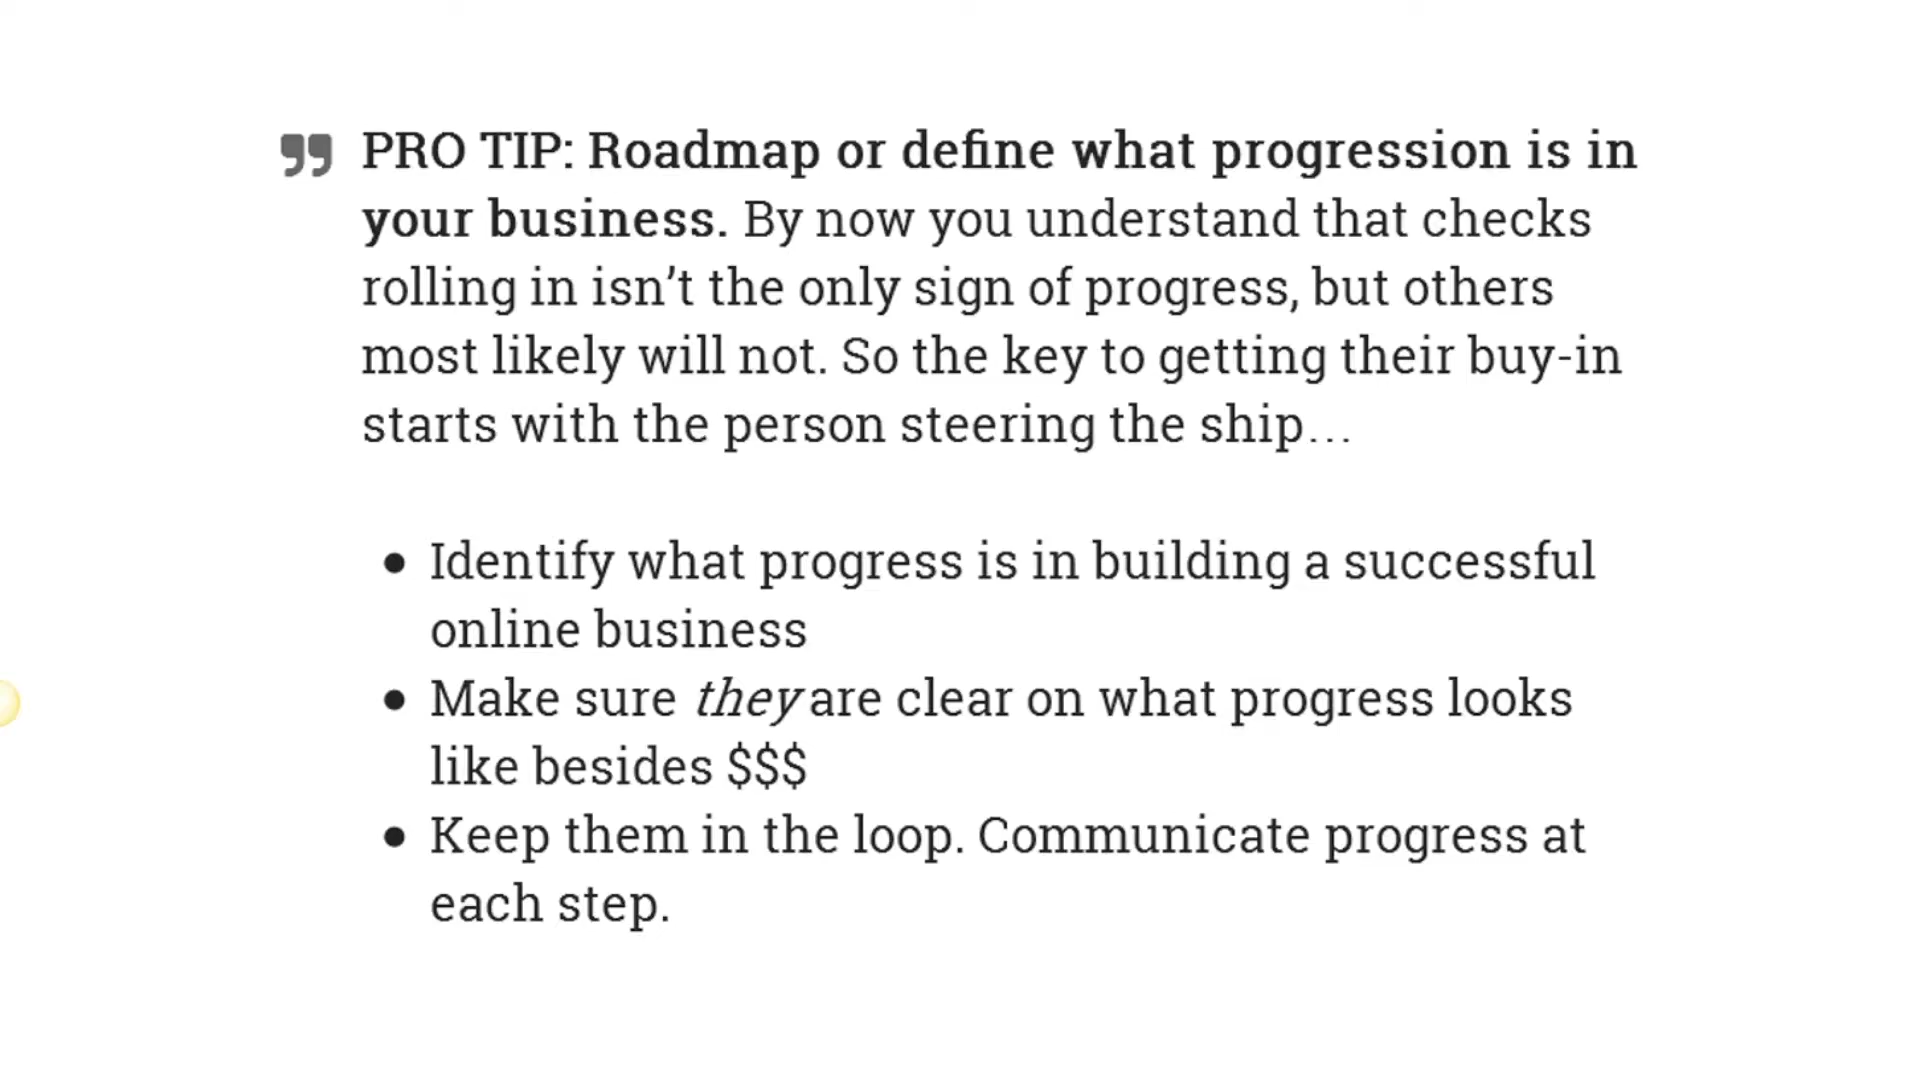 PRO TIP: Roadmap or define what progression is in
your business. By now you understand that checks
rolling in isn’t the only sign of progress, but others
most likely will not. So the key to getting their buy-in
starts with the person steering the ship…
• Identify what progress is in building a successful
online business
• Make sure they are clear on what progress looks
like besides $$$
• Keep them in the loop. Communicate progress at
each step.